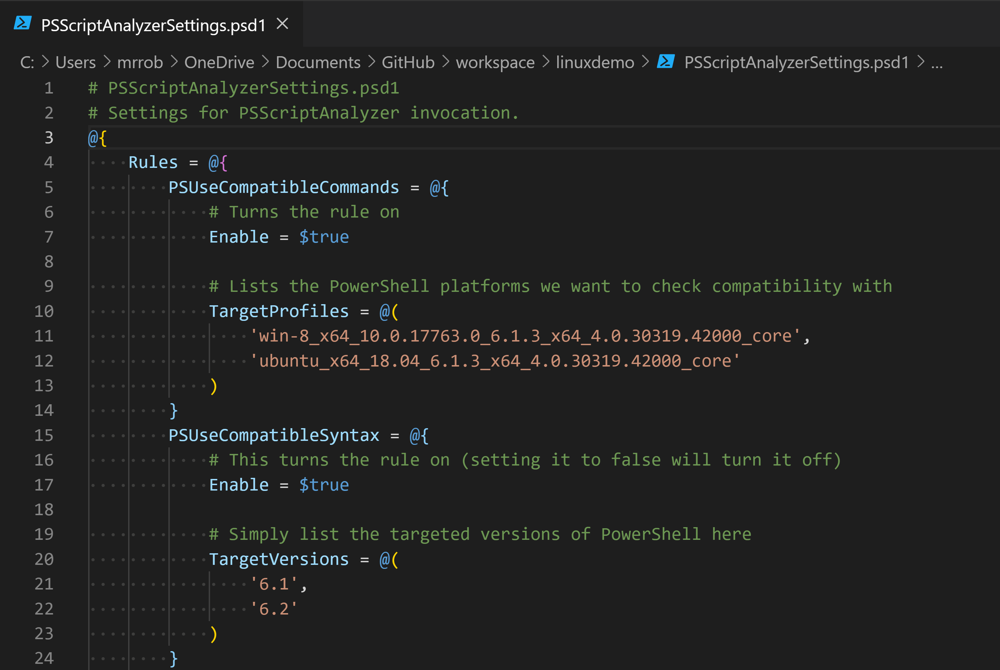 PSScriptAnalyzerSettings.psd1
C: > Users > mrrob > OneDrive > Documents > GitHub > workspace > linuxdemo > PSScriptAnalyzerSettings.psd1 > ...
1 # PSScriptAnalyzerSettings.psd1
2 # Settings for PSScriptAnalyzer invocation.
3 @{
4     Rules = @{
5         PSUseCompatibleCommands = @{
6             # Turns the rule on
7             Enable = $true
8
9             # Lists the PowerShell platforms we want to check compatibility with
10             TargetProfiles = @(
11                 'win-8_x64_10.0.17763.0_6.1.3_x64_4.0.30319.42000_core',
12                 'ubuntu_x64_18.04_6.1.3_x64_4.0.30319.42000_core'
13             )
14         }
15         PSUseCompatibleSyntax = @{
16             # This turns the rule on (setting it to false will turn it off)
17             Enable = $true
18
19             # Simply list the targeted versions of PowerShell here
20             TargetVersions = @(
21                 '6.1',
22                 '6.2'
23             )
24         }